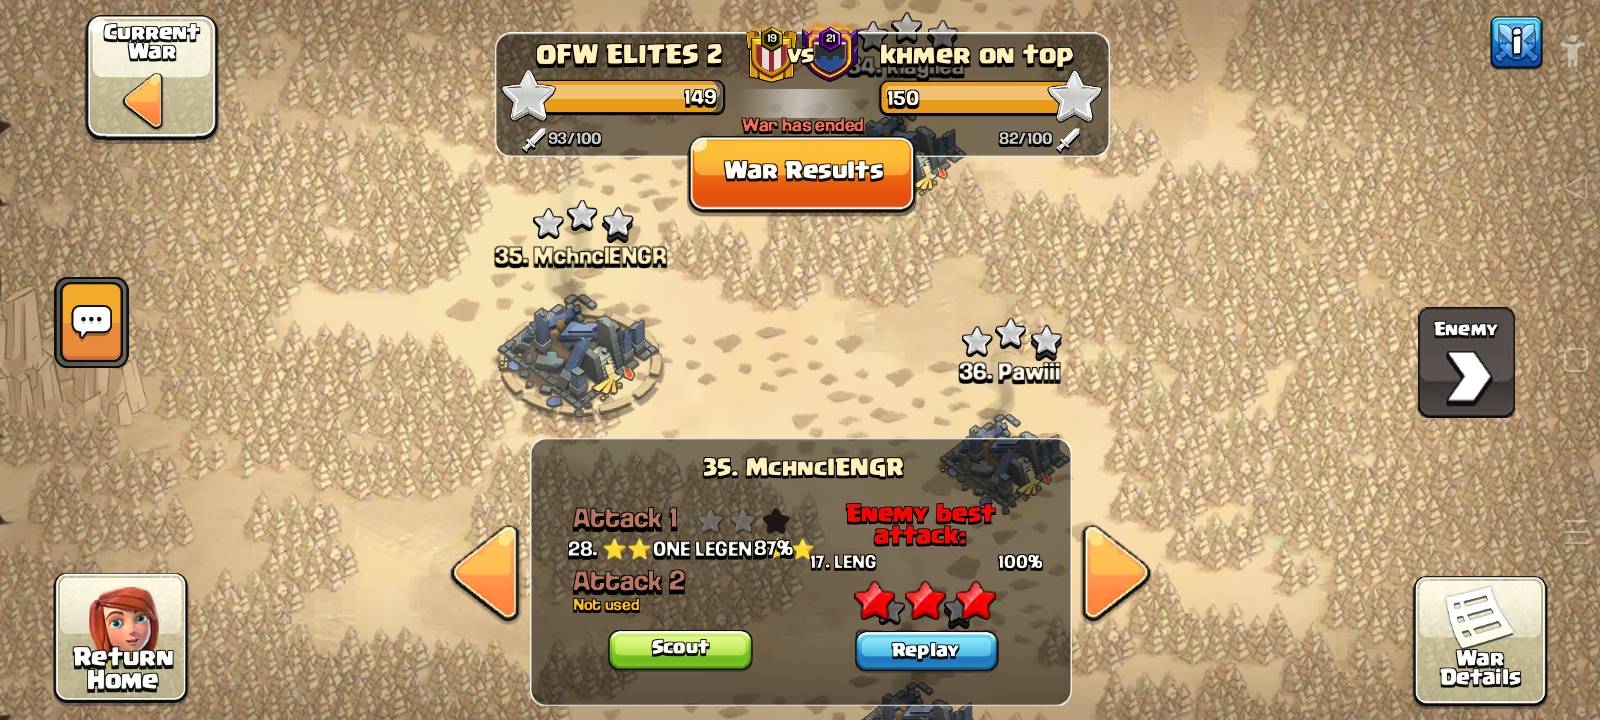 Current
War
OFW ELITES 2
19
vs
21
KHMER ON TOP
149
150
War has ended
93/100
82/100
War Results
35. MchnclENGR
Enemy
36. Pawiii
35. MchnclENGR
Attack 1
Enemy best
attack:
28. ⭐⭐ONE LEGEN 87%
17. LENG
100%
Attack 2
Not used
Scout
Replay
Return
Home
War
Details